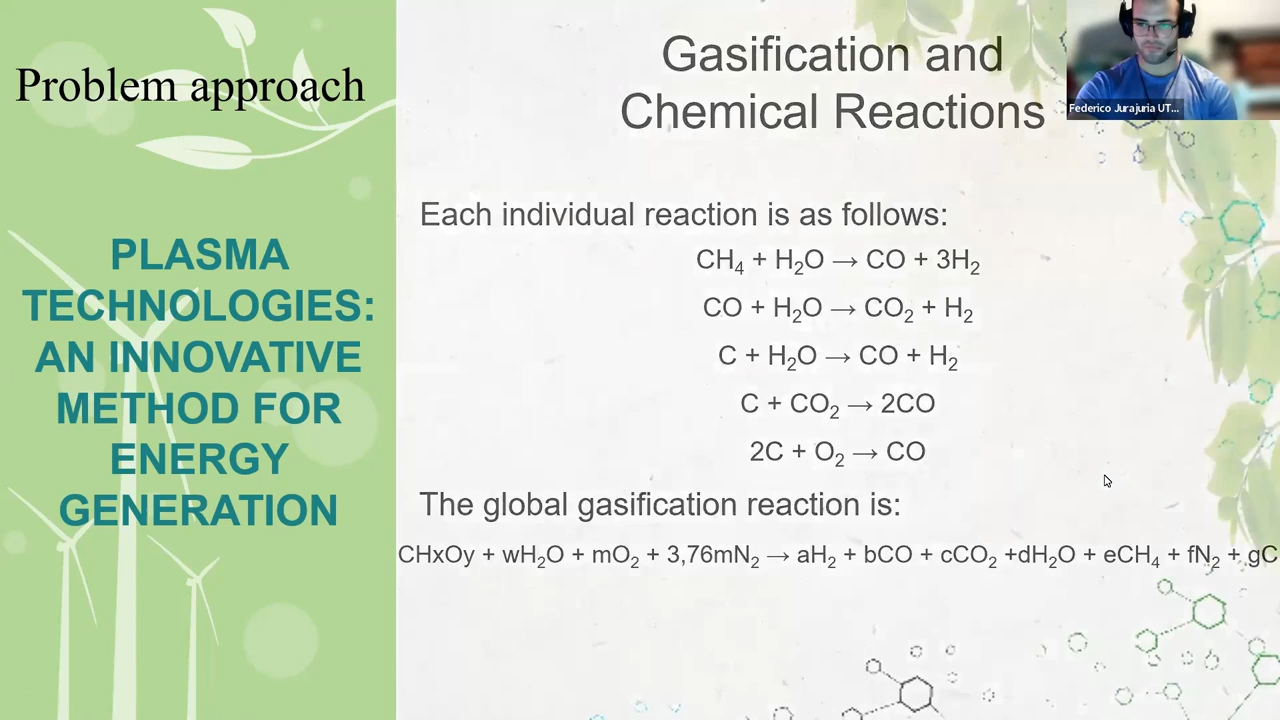 Problem approach
PLASMA
TECHNOLOGIES:
AN INNOVATIVE
METHOD FOR
ENERGY
GENERATION
Gasification and
Chemical Reactions
Federico Jurajuria UT...
Each individual reaction is as follows:
CH₄ + H₂O → CO + 3H₂
CO + H₂O → CO₂ + H₂
C + H₂O → CO + H₂
C + CO₂ → 2CO
2C + O₂ → CO
The global gasification reaction is:
CHxOy + wH₂O + mO₂ + 3,76mN₂ → aH₂ + bCO + cCO₂ +dH₂O + eCH₄ + fN₂ + gC